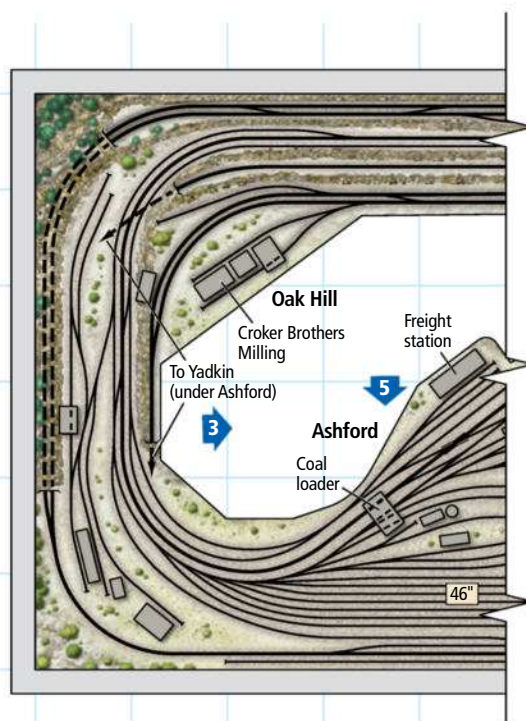 Oak Hill
Croker Brothers
Milling
Freight
station
To Yadkin
(under Ashford)
5
3
Ashford
Coal
loader
46"